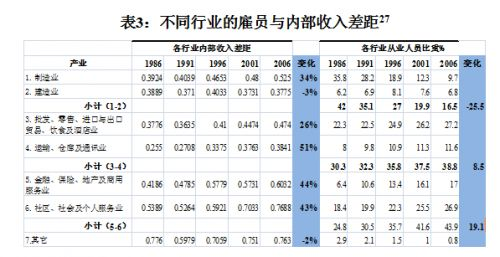 表3：不同行业的雇员与内部收入差距27
各行业内部收入差距 各行业从业人员比重%
产业 1986 1991 1996 2001 2006 变化 1986 1991 1996 2001 2006 变化
1. 制造业 0.3924 0.4039 0.4653 0.48 0.525 34% 35.8 28.2 18.9 12.3 9.7
2. 建造业 0.3889 0.371 0.4033 0.3731 0.3775 -3% 6.2 6.9 8.1 7.6 6.8
小计（1-2） 42 35.1 27 19.9 16.5 -25.5
3. 批发、零售、进口与出口
贸易、饮食及酒店业 0.3776 0.3635 0.41 0.4474 0.474 26% 22.3 22.5 24.9 26.2 27.2
4. 运输、仓库及通讯业 0.255 0.2708 0.3375 0.3763 0.3841 51% 8 9.8 10.9 11.3 11.6
小计（3-4） 30.3 32.3 35.8 37.5 38.8 8.5
5. 金融、保险、地产及商用
服务业 0.4186 0.4785 0.5779 0.5731 0.6032 44% 6.4 10.6 13.4 16.1 17
6. 社区、社会及个人服务业 0.5389 0.5264 0.5921 0.7033 0.7688 43% 18.4 19.9 22.3 25.5 26.9
小计（5-6） 24.8 30.5 35.7 41.6 43.9 19.1
7.其它 0.776 0.5979 0.7059 0.751 0.763 -2% 2.9 2.1 1.5 1 0.8